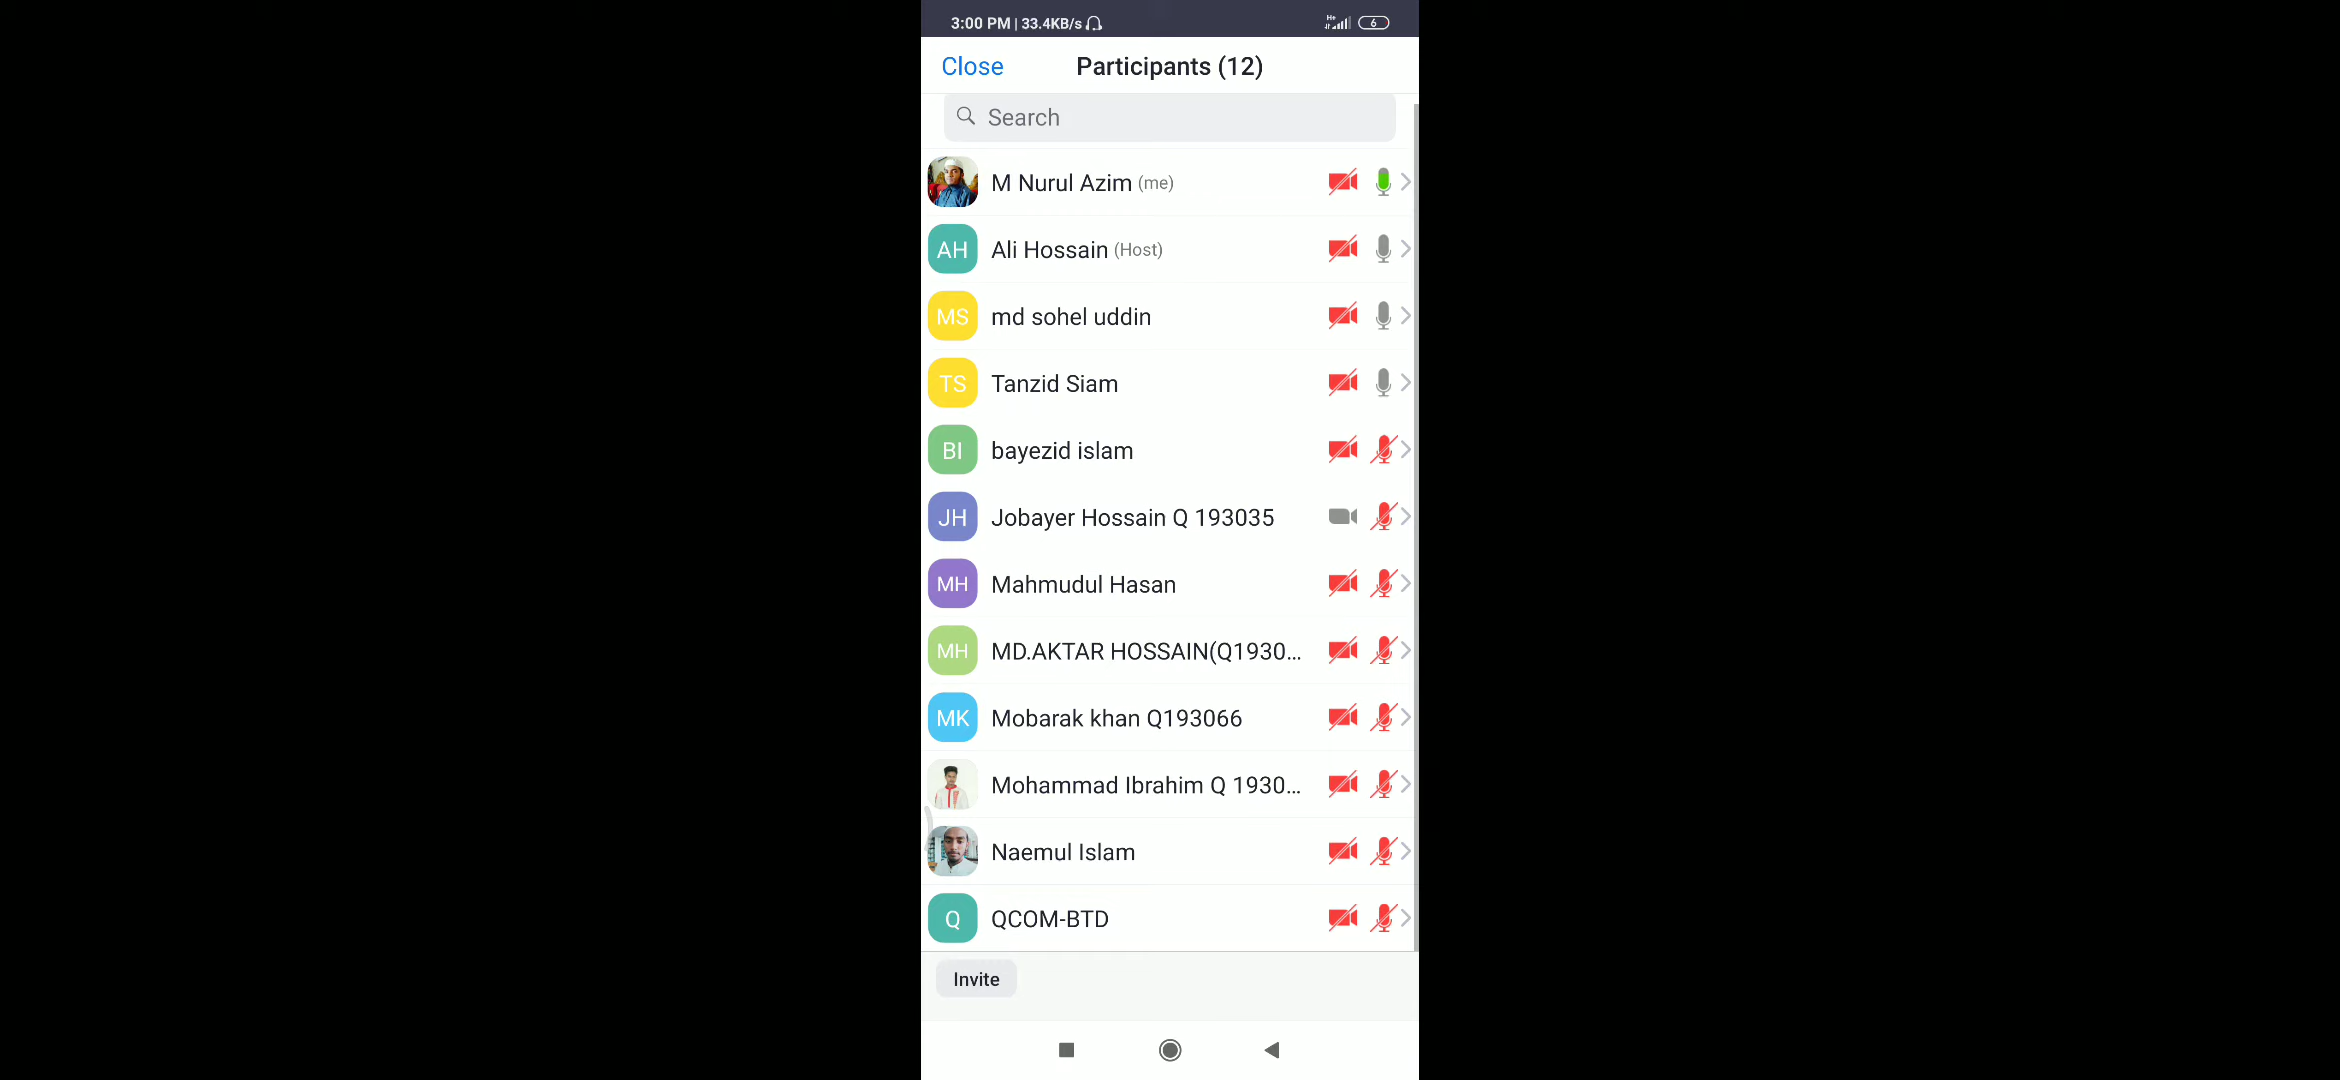 3:00 PM | 33.4KB/s H+ 6
Close Participants (12)
Search
M Nurul Azim (me)
AH Ali Hossain (Host)
MS md sohel uddin
TS Tanzid Siam
BI bayezid islam
JH Jobayer Hossain Q 193035
MH Mahmudul Hasan
MH MD.AKTAR HOSSAIN(Q1930...
MK Mobarak khan Q193066
Mohammad Ibrahim Q 1930...
Naemul Islam
Q QCOM-BTD
Invite